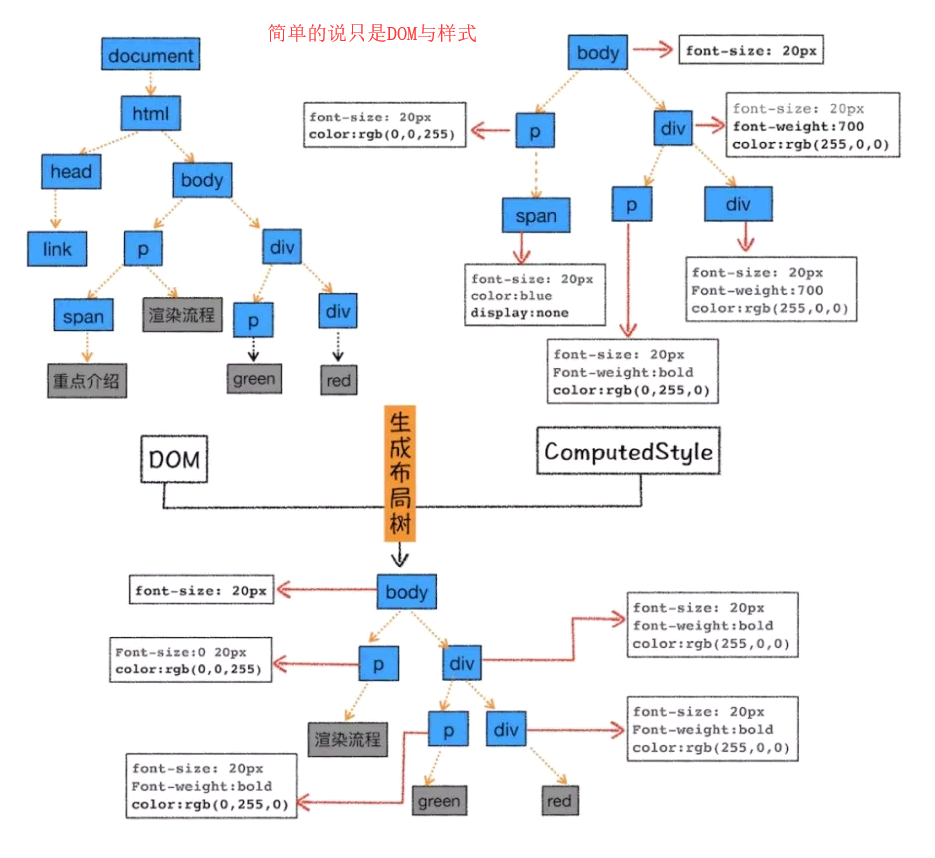 简单的说只是DOM与样式
document
html
head
body
link
p
div
span
渲染流程
p
div
重点介绍
green
red
body
font-size: 20px
font-size: 20px
color:rgb(0,0,255)
p
div
font-size: 20px
font-weight:700
color:rgb(255,0,0)
span
p
div
font-size: 20px
color:blue
display:none
font-size: 20px
Font-weight:700
color:rgb(255,0,0)
font-size: 20px
Font-weight:bold
color:rgb(0,255,0)
DOM
生成布局树
ComputedStyle
font-size: 20px
body
font-size: 20px
font-weight:bold
color:rgb(255,0,0)
Font-size:0 20px
color:rgb(0,0,255)
p
div
渲染流程
p
div
font-size: 20px
Font-weight:bold
color:rgb(255,0,0)
font-size: 20px
Font-weight:bold
color:rgb(0,255,0)
green
red